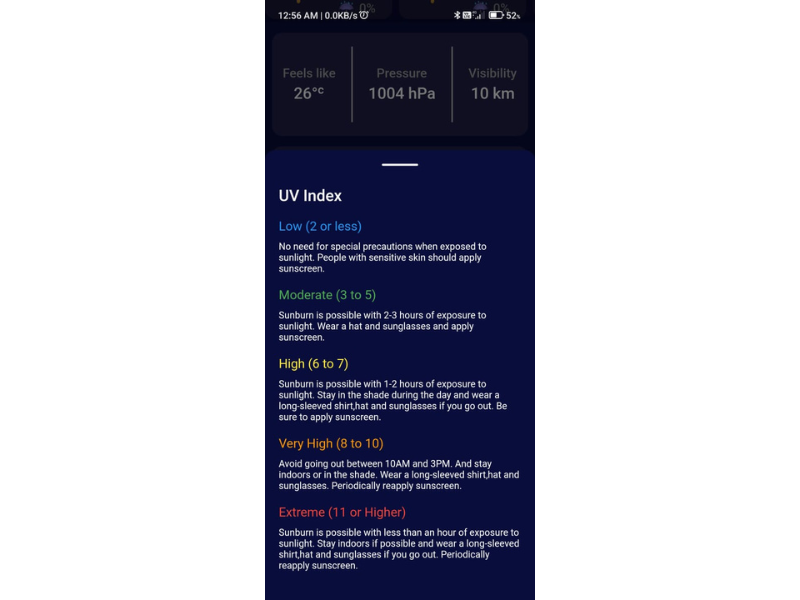 0% 0%
12:56 AM | 0.0KB/s 52%
Feels like Pressure Visibility
26°C 1004 hPa 10 km
UV Index
Low (2 or less)
No need for special precautions when exposed to
sunlight. People with sensitive skin should apply
sunscreen.
Moderate (3 to 5)
Sunburn is possible with 2-3 hours of exposure to
sunlight. Wear a hat and sunglasses and apply
sunscreen.
High (6 to 7)
Sunburn is possible with 1-2 hours of exposure to
sunlight. Stay in the shade during the day and wear a
long-sleeved shirt,hat and sunglasses if you go out. Be
sure to apply sunscreen.
Very High (8 to 10)
Avoid going out between 10AM and 3PM. And stay
indoors or in the shade. Wear a long-sleeved shirt,hat and
sunglasses. Periodically reapply sunscreen.
Extreme (11 or Higher)
Sunburn is possible with less than an hour of exposure to
sunlight. Stay indoors if possible and wear a long-sleeved
shirt,hat and sunglasses if you go out. Periodically
reapply sunscreen.